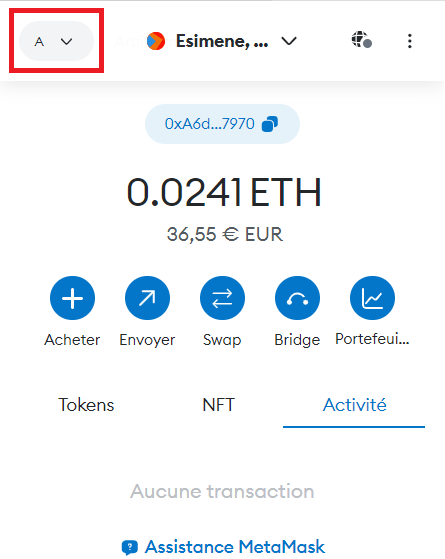 A
Esimene, ...
0xA6d...7970
0.0241 ETH
36,55 € EUR
Acheter
Envoyer
Swap
Bridge
Portefeui...
Tokens
NFT
Activité
Aucune transaction
Assistance MetaMask